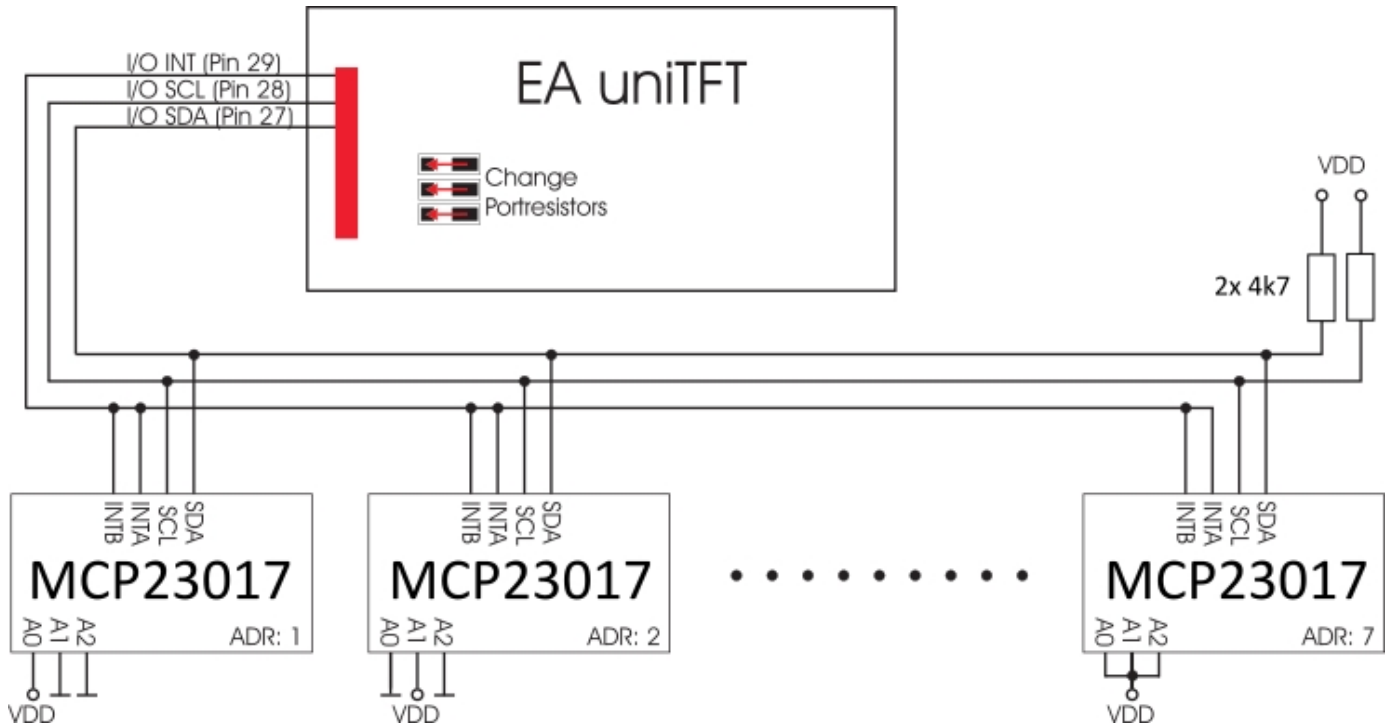 I/O INT (Pin 29)
I/O SCL (Pin 28)
I/O SDA (Pin 27)
EA uniTFT
Change
Portresistors
VDD
2x 4k7
INTB INTA SCL SDA
MCP23017
A0 A1 A2 ADR: 1
VDD
INTB INTA SCL SDA
MCP23017
A0 A1 A2 ADR: 2
VDD
INTB INTA SCL SDA
MCP23017
A0 A1 A2 ADR: 7
VDD